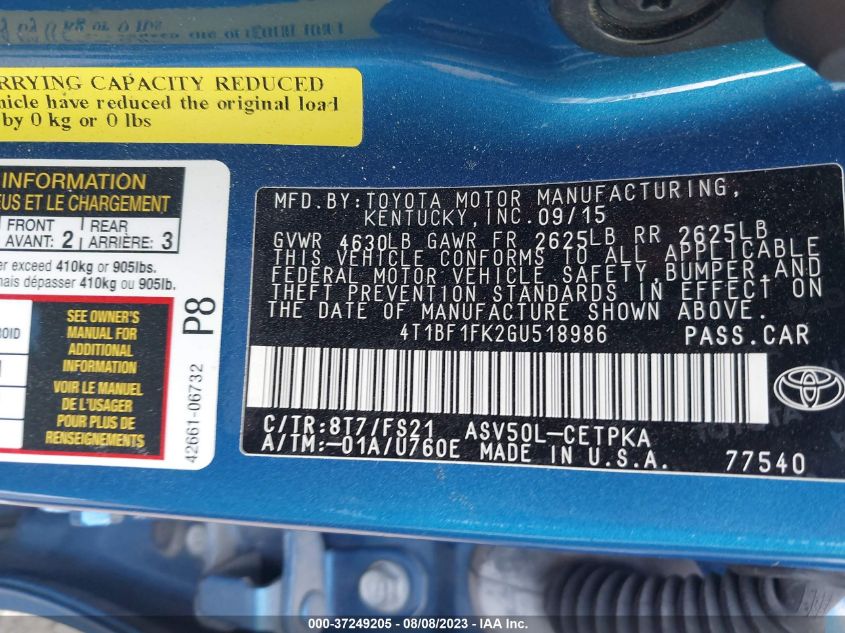 RRYING CAPACITY REDUCED
hicle have reduced the original load
by 0 kg or 0 lbs
INFORMATION
EUS ET LE CHARGEMENT
FRONT
AVANT: 2
REAR
ARRIÈRE: 3
er exceed 410kg or 905lbs.
mais dépasser 410kg ou 905lb.
SEE OWNER'S
MANUAL FOR
ADDITIONAL
INFORMATION
VOIR LE MANUEL
DE L'USAGER
POUR PLUS DE
RENSEIGNEMENTS
OID
P8
42661-06732
MFD.BY:TOYOTA MOTOR MANUFACTURING,
KENTUCKY,INC.09/15
GVWR 4630LB GAWR FR 2625LB RR 2625LB
THIS VEHICLE CONFORMS TO ALL APPLICABLE
FEDERAL MOTOR VEHICLE SAFETY,BUMPER,AND
THEFT PREVENTION STANDARDS IN EFFECT ON
THE DATE OF MANUFACTURE SHOWN ABOVE.
4T1BF1FK2GU518986 PASS.CAR
C/TR:8T7/FS21 ASV50L-CETPKA
A/TM:-01A/U760E MADE IN U.S.A. 77540
000-37249205 - 08/08/2023 - IAA Inc.